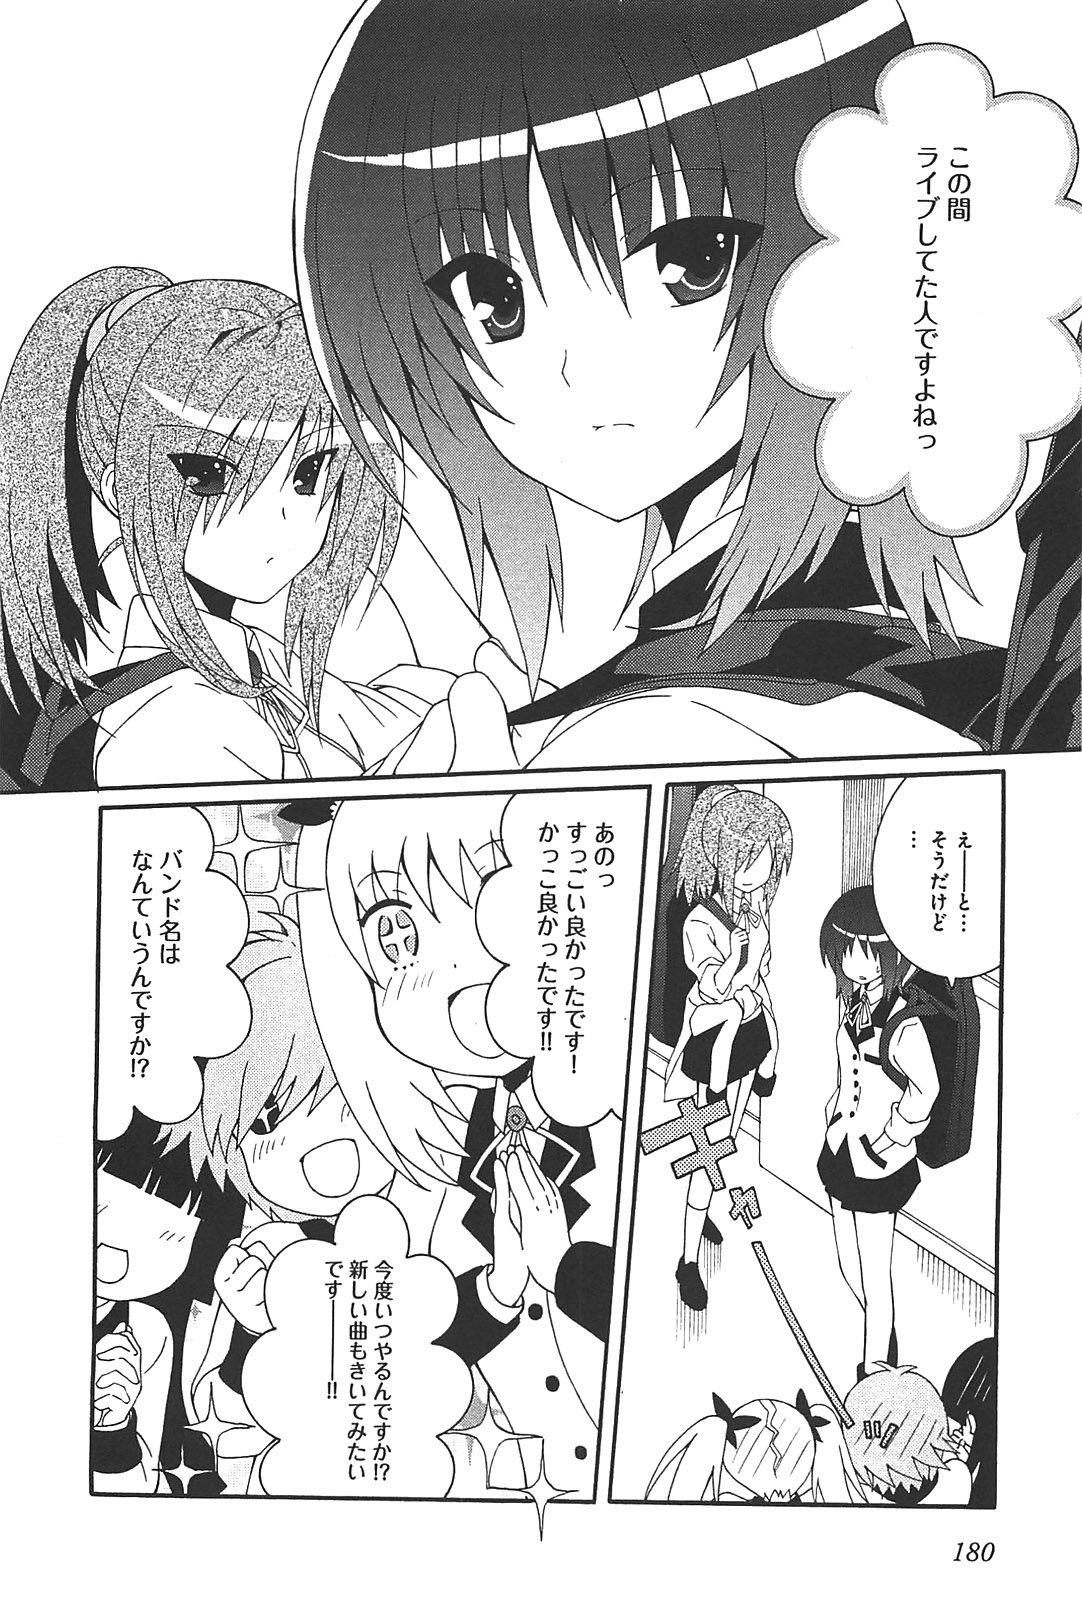 この間
ライブしてた人ですよねっ
え――と…
そうだけど
…
キャ――!!
あのっ
すっごい良かったです!
かっこ良かったです!!
バンド名は
なんていうんですか!?
今度いつやるんですか!?
新しい曲もきいてみたい
です――!!
180